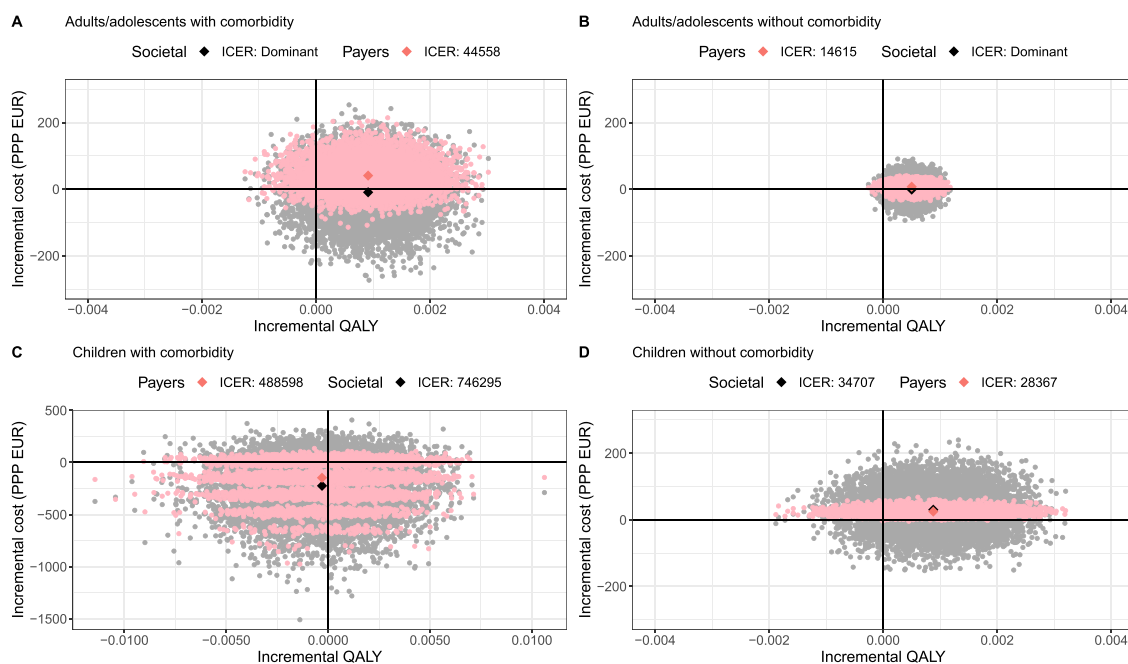 A Adults/adolescents with comorbidity
Societal ICER: Dominant Payers ICER: 44558
Incremental cost (PPP EUR)
200
0
−200
−0.004 −0.002 0.000 0.002 0.004
Incremental QALY
B Adults/adolescents without comorbidity
Payers ICER: 14615 Societal ICER: Dominant
Incremental cost (PPP EUR)
200
0
−200
−0.004 −0.002 0.000 0.002 0.004
Incremental QALY
C Children with comorbidity
Payers ICER: 488598 Societal ICER: 746295
Incremental cost (PPP EUR)
500
0
−500
−1000
−1500
−0.0100 −0.0050 0.0000 0.0050 0.0100
Incremental QALY
D Children without comorbidity
Societal ICER: 34707 Payers ICER: 28367
Incremental cost (PPP EUR)
200
0
−200
−0.004 −0.002 0.000 0.002 0.004
Incremental QALY